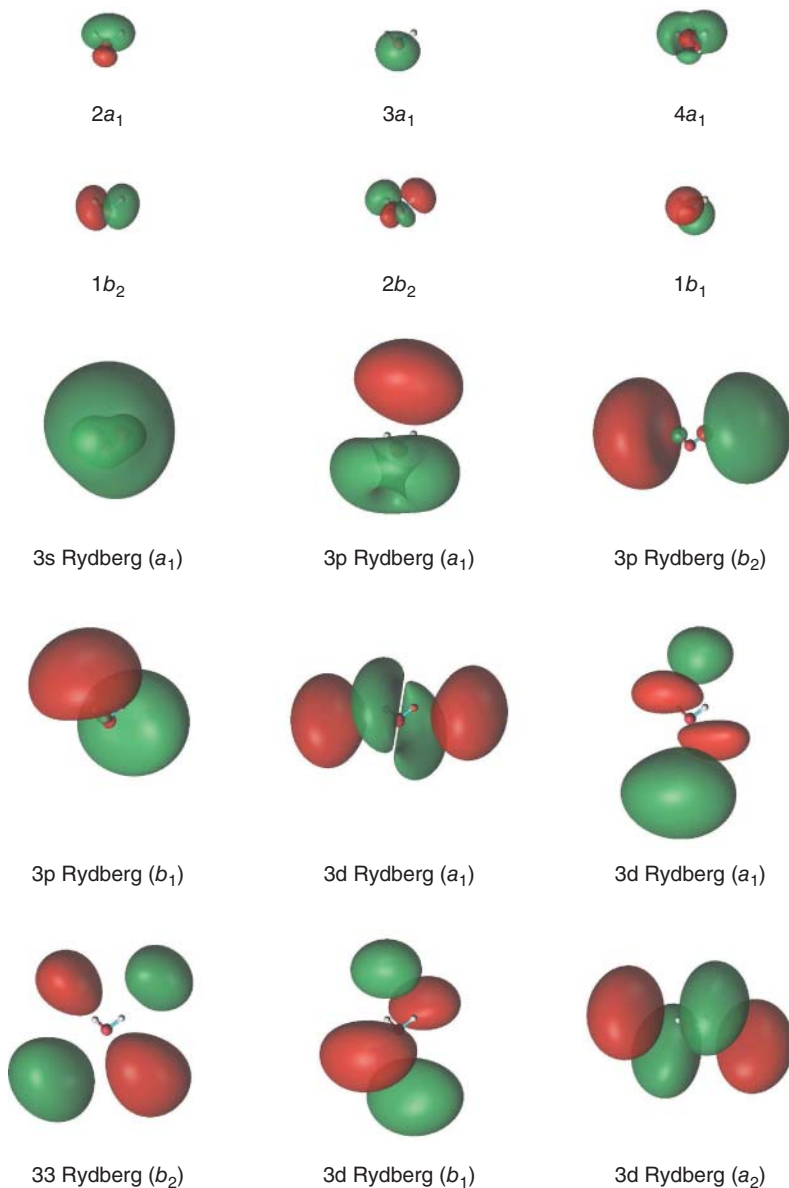 2a₁ 3a₁ 4a₁
1b₂ 2b₂ 1b₁
3s Rydberg (a₁) 3p Rydberg (a₁) 3p Rydberg (b₂)
3p Rydberg (b₁) 3d Rydberg (a₁) 3d Rydberg (a₁)
33 Rydberg (b₂) 3d Rydberg (b₁) 3d Rydberg (a₂)